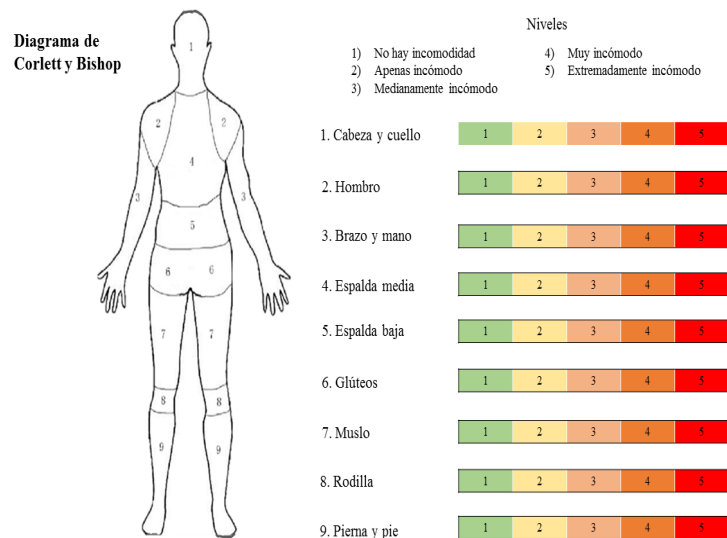 Diagrama de
Corlett y Bishop
1
2 2
4
3 3
5
6 6
7 7
8 8
9 9
Niveles
1) No hay incomodidad
2) Apenas incómodo
3) Medianamente incómodo
4) Muy incómodo
5) Extremadamente incómodo
1. Cabeza y cuello 1 2 3 4 5
2. Hombro 1 2 3 4 5
3. Brazo y mano 1 2 3 4 5
4. Espalda media 1 2 3 4 5
5. Espalda baja 1 2 3 4 5
6. Glúteos 1 2 3 4 5
7. Muslo 1 2 3 4 5
8. Rodilla 1 2 3 4 5
9. Pierna y pie 1 2 3 4 5